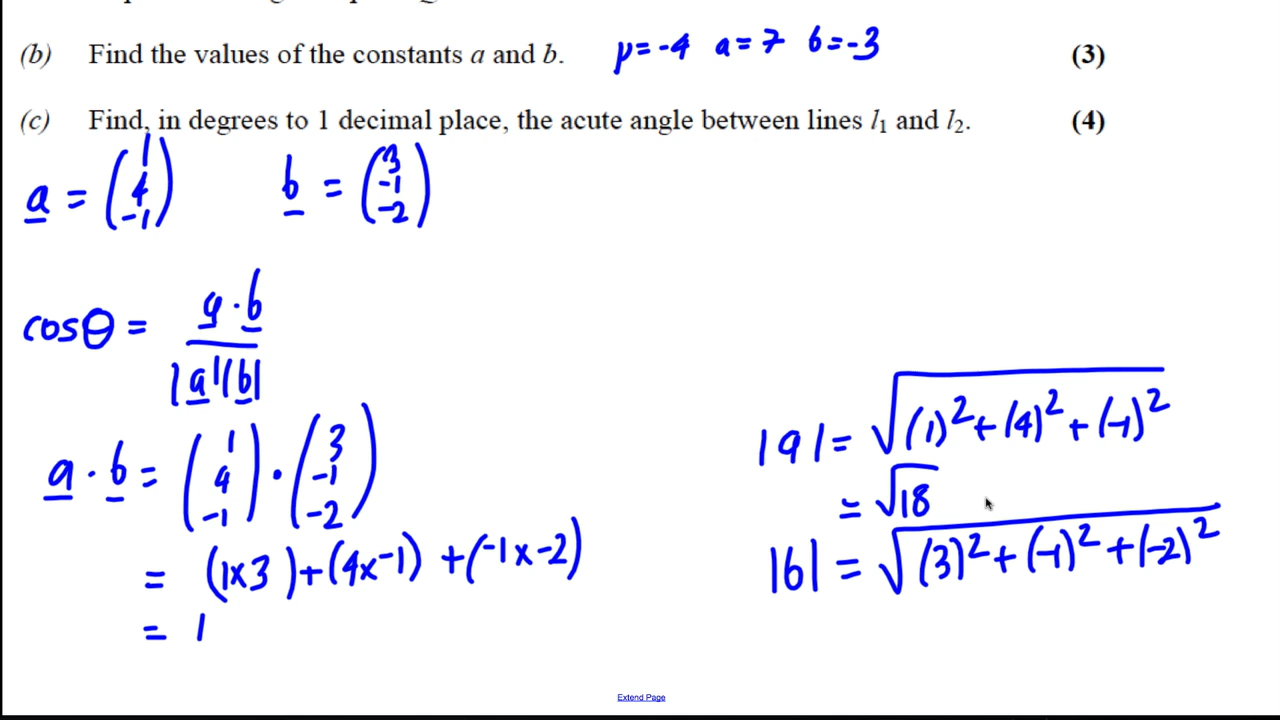 (b) Find the values of the constants a and b. μ = -4 a = 7 b = -3 (3)
(c) Find, in degrees to 1 decimal place, the acute angle between lines l₁ and l₂. (4)
a = (1 4 -1) b = (3 -1 -2)
cosθ = a · b / |a||b|
a · b = (1 4 -1) · (3 -1 -2)
= (1×3) + (4×-1) + (-1×-2)
= 1
|a| = √((1)² + (4)² + (-1)²)
= √18
|b| = √((3)² + (-1)² + (-2)²)
Extend Page